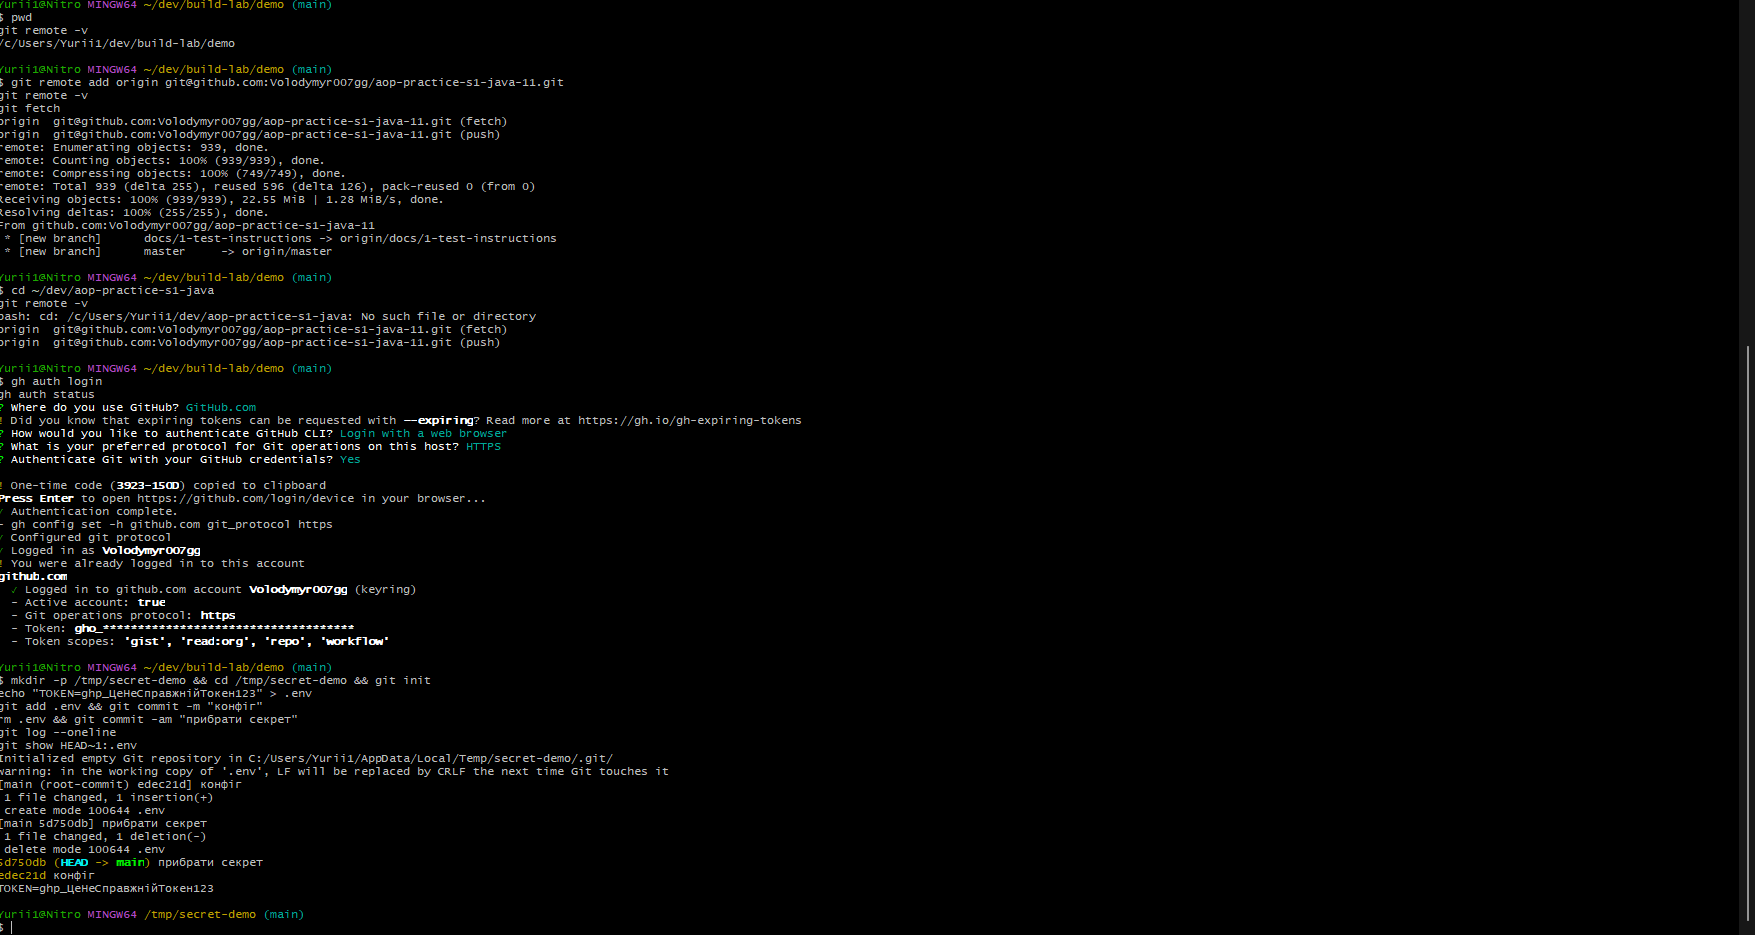 Yurii1@Nitro MINGW64 ~/dev/build-lab/demo (main)
$ pwd
git remote -v
/c/Users/Yurii1/dev/build-lab/demo
Yurii1@Nitro MINGW64 ~/dev/build-lab/demo (main)
$ git remote add origin git@github.com:Volodymyr007gg/aop-practice-s1-java-11.git
git remote -v
git fetch
origin  git@github.com:Volodymyr007gg/aop-practice-s1-java-11.git (fetch)
origin  git@github.com:Volodymyr007gg/aop-practice-s1-java-11.git (push)
remote: Enumerating objects: 939, done.
remote: Counting objects: 100% (939/939), done.
remote: Compressing objects: 100% (749/749), done.
remote: Total 939 (delta 255), reused 596 (delta 126), pack-reused 0 (from 0)
Receiving objects: 100% (939/939), 22.55 MiB | 1.28 MiB/s, done.
Resolving deltas: 100% (255/255), done.
From github.com:Volodymyr007gg/aop-practice-s1-java-11
 * [new branch]      docs/1-test-instructions -> origin/docs/1-test-instructions
 * [new branch]      master     -> origin/master
Yurii1@Nitro MINGW64 ~/dev/build-lab/demo (main)
$ cd ~/dev/aop-practice-s1-java
git remote -v
bash: cd: /c/Users/Yurii1/dev/aop-practice-s1-java: No such file or directory
origin  git@github.com:Volodymyr007gg/aop-practice-s1-java-11.git (fetch)
origin  git@github.com:Volodymyr007gg/aop-practice-s1-java-11.git (push)
Yurii1@Nitro MINGW64 ~/dev/build-lab/demo (main)
$ gh auth login
gh auth status
? Where do you use GitHub? GitHub.com
! Did you know that expiring tokens can be requested with --expiring? Read more at https://gh.io/gh-expiring-tokens
? How would you like to authenticate GitHub CLI? Login with a web browser
? What is your preferred protocol for Git operations on this host? HTTPS
? Authenticate Git with your GitHub credentials? Yes
! One-time code (3923-150D) copied to clipboard
Press Enter to open https://github.com/login/device in your browser...
✓ Authentication complete.
- gh config set -h github.com git_protocol https
✓ Configured git protocol
✓ Logged in as Volodymyr007gg
! You were already logged in to this account
github.com
  ✓ Logged in to github.com account Volodymyr007gg (keyring)
  - Active account: true
  - Git operations protocol: https
  - Token: gho_************************************
  - Token scopes: 'gist', 'read:org', 'repo', 'workflow'
Yurii1@Nitro MINGW64 ~/dev/build-lab/demo (main)
$ mkdir -p /tmp/secret-demo && cd /tmp/secret-demo && git init
echo "TOKEN=ghp_ЦеНеСправжнійТокен123" > .env
git add .env && git commit -m "конфіг"
rm .env && git commit -am "прибрати секрет"
git log --oneline
git show HEAD~1:.env
Initialized empty Git repository in C:/Users/Yurii1/AppData/Local/Temp/secret-demo/.git/
warning: in the working copy of '.env', LF will be replaced by CRLF the next time Git touches it
[main (root-commit) edec21d] конфіг
 1 file changed, 1 insertion(+)
 create mode 100644 .env
[main 5d750db] прибрати секрет
 1 file changed, 1 deletion(-)
 delete mode 100644 .env
5d750db (HEAD -> main) прибрати секрет
edec21d конфіг
TOKEN=ghp_ЦеНеСправжнійТокен123
Yurii1@Nitro MINGW64 /tmp/secret-demo (main)
$